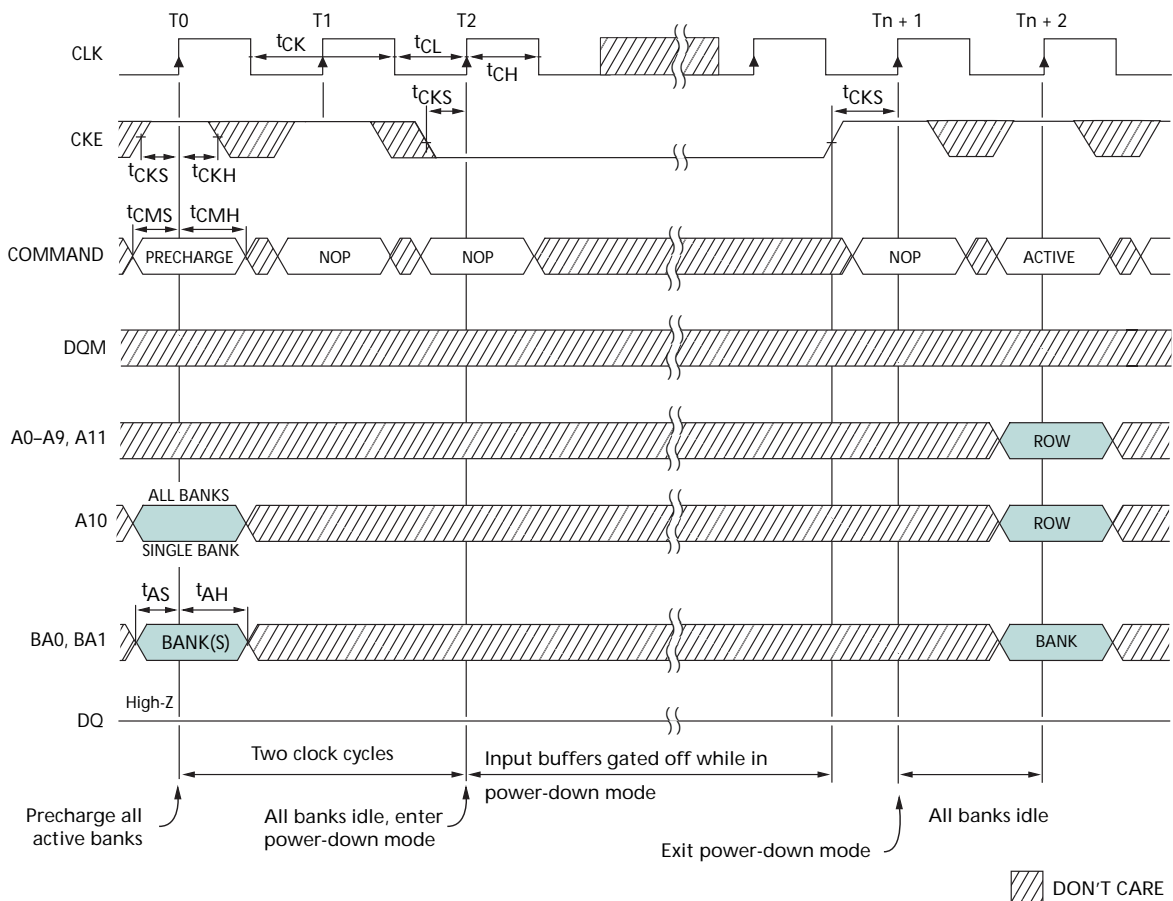 T0 T1 T2 Tn + 1 Tn + 2
CLK
tCK tCL
tCH
tCKS tCKS
CKE
tCKS tCKH
tCMS tCMH
COMMAND PRECHARGE NOP NOP NOP ACTIVE
DQM
A0–A9, A11 ROW
ALL BANKS
A10 ROW
SINGLE BANK
tAS tAH
BA0, BA1 BANK(S) BANK
High-Z
DQ
Two clock cycles
Input buffers gated off while in
power-down mode
Precharge all
active banks
All banks idle, enter
power-down mode
Exit power-down mode
All banks idle
DON'T CARE